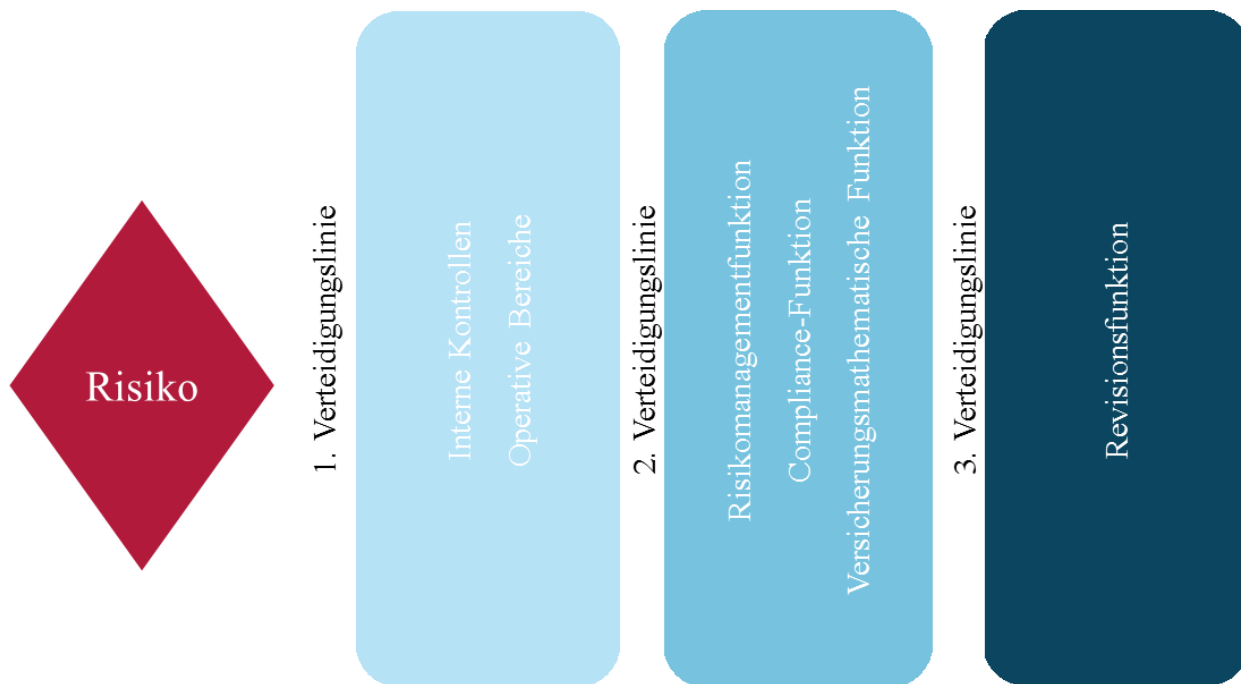 Risiko
1. Verteidigungslinie
Interne Kontrollen
Operative Bereiche
2. Verteidigungslinie
Risikomanagementfunktion
Compliance-Funktion
Versicherungsmathematische Funktion
3. Verteidigungslinie
Revisionsfunktion